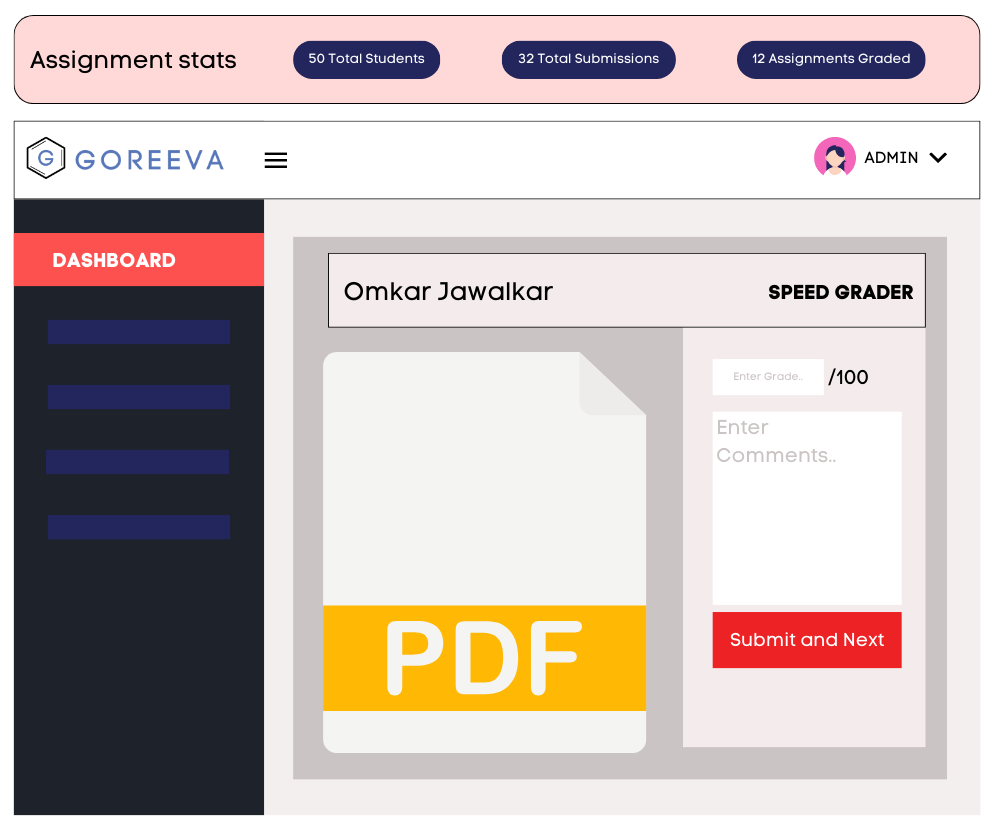 Assignment stats
50 Total Students
32 Total Submissions
12 Assignments Graded
G
GOREEVA
ADMIN
DASHBOARD
Omkar Jawalkar
SPEED GRADER
Enter Grade..
/100
Enter
Comments..
PDF
Submit and Next